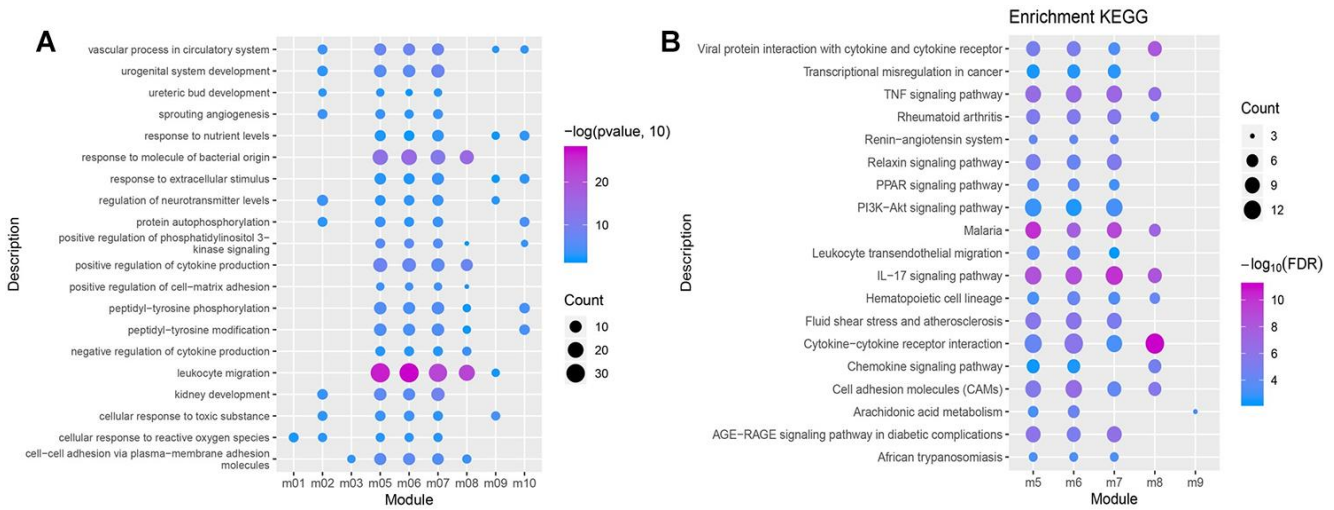 A
Description
vascular process in circulatory system
urogenital system development
ureteric bud development
sprouting angiogenesis
response to nutrient levels
response to molecule of bacterial origin
response to extracellular stimulus
regulation of neurotransmitter levels
protein autophosphorylation
positive regulation of phosphatidylinositol 3−
kinase signaling
positive regulation of cytokine production
positive regulation of cell−matrix adhesion
peptidyl−tyrosine phosphorylation
peptidyl−tyrosine modification
negative regulation of cytokine production
leukocyte migration
kidney development
cellular response to toxic substance
cellular response to reactive oxygen species
cell−cell adhesion via plasma−membrane adhesion
molecules
m01 m02 m03 m05 m06 m07 m08 m09 m10
Module
−log(pvalue, 10)
20
10
Count
10
20
30
B
Enrichment KEGG
Description
Viral protein interaction with cytokine and cytokine receptor
Transcriptional misregulation in cancer
TNF signaling pathway
Rheumatoid arthritis
Renin−angiotensin system
Relaxin signaling pathway
PPAR signaling pathway
PI3K−Akt signaling pathway
Malaria
Leukocyte transendothelial migration
IL−17 signaling pathway
Hematopoietic cell lineage
Fluid shear stress and atherosclerosis
Cytokine−cytokine receptor interaction
Chemokine signaling pathway
Cell adhesion molecules (CAMs)
Arachidonic acid metabolism
AGE−RAGE signaling pathway in diabetic complications
African trypanosomiasis
m5 m6 m7 m8 m9
Module
Count
3
6
9
12
−log₁₀(FDR)
10
8
6
4